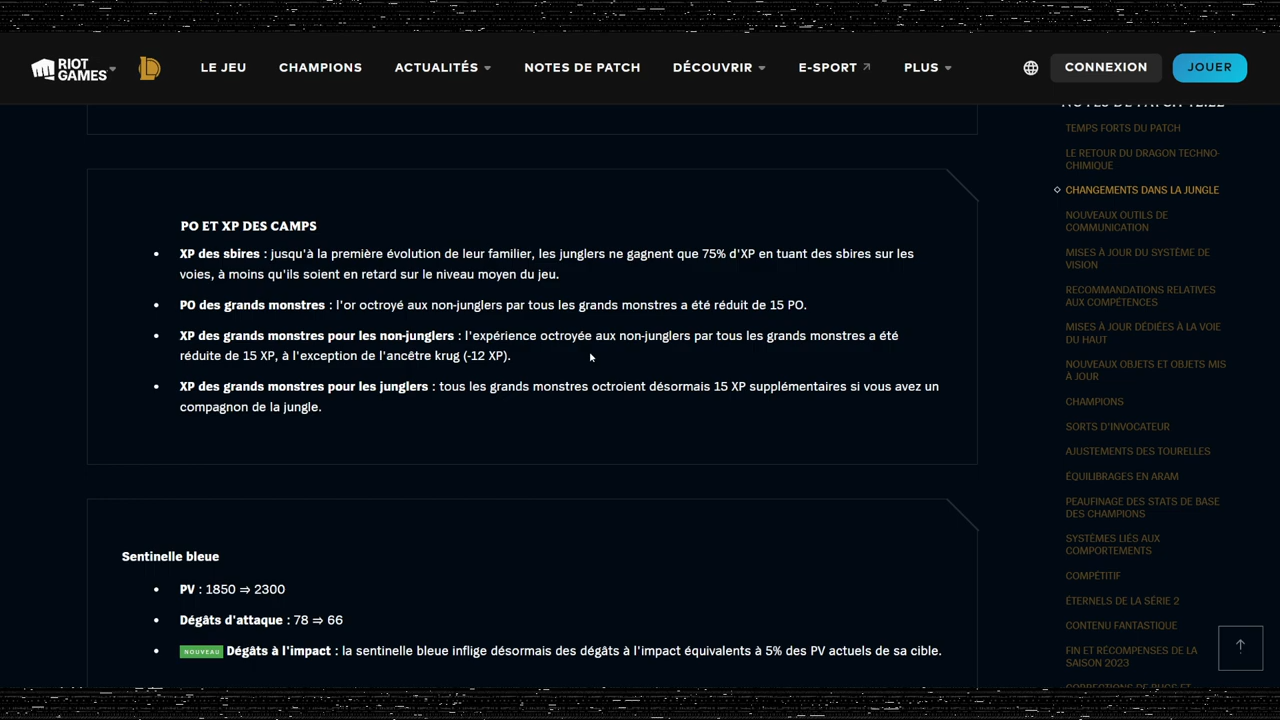 RIOT
GAMES
LE JEU
CHAMPIONS
ACTUALITÉS
NOTES DE PATCH
DÉCOUVRIR
E-SPORT
PLUS
CONNEXION
JOUER
PO ET XP DES CAMPS
XP des sbires : jusqu'à la première évolution de leur familier, les junglers ne gagnent que 75% d'XP en tuant des sbires sur les
voies, à moins qu'ils soient en retard sur le niveau moyen du jeu.
PO des grands monstres : l'or octroyé aux non-junglers par tous les grands monstres a été réduit de 15 PO.
XP des grands monstres pour les non-junglers : l'expérience octroyée aux non-junglers par tous les grands monstres a été
réduite de 15 XP, à l'exception de l'ancêtre krug (-12 XP).
XP des grands monstres pour les junglers : tous les grands monstres octroient désormais 15 XP supplémentaires si vous avez un
compagnon de la jungle.
Sentinelle bleue
PV : 1850 ⇒ 2300
Dégâts d'attaque : 78 ⇒ 66
NOUVEAU Dégâts à l'impact : la sentinelle bleue inflige désormais des dégâts à l'impact équivalents à 5% des PV actuels de sa cible.
TEMPS FORTS DU PATCH
LE RETOUR DU DRAGON TECHNO-
CHIMIQUE
CHANGEMENTS DANS LA JUNGLE
NOUVEAUX OUTILS DE
COMMUNICATION
MISES À JOUR DU SYSTÈME DE
VISION
RECOMMANDATIONS RELATIVES
AUX COMPÉTENCES
MISES À JOUR DÉDIÉES À LA VOIE
DU HAUT
NOUVEAUX OBJETS ET OBJETS MIS
À JOUR
CHAMPIONS
SORTS D'INVOCATEUR
AJUSTEMENTS DES TOURELLES
ÉQUILIBRAGES EN ARAM
PEAUFINAGE DES STATS DE BASE
DES CHAMPIONS
SYSTÈMES LIÉS AUX
COMPORTEMENTS
COMPÉTITIF
ÉTERNELS DE LA SÉRIE 2
CONTENU FANTASTIQUE
FIN ET RÉCOMPENSES DE LA
SAISON 2023